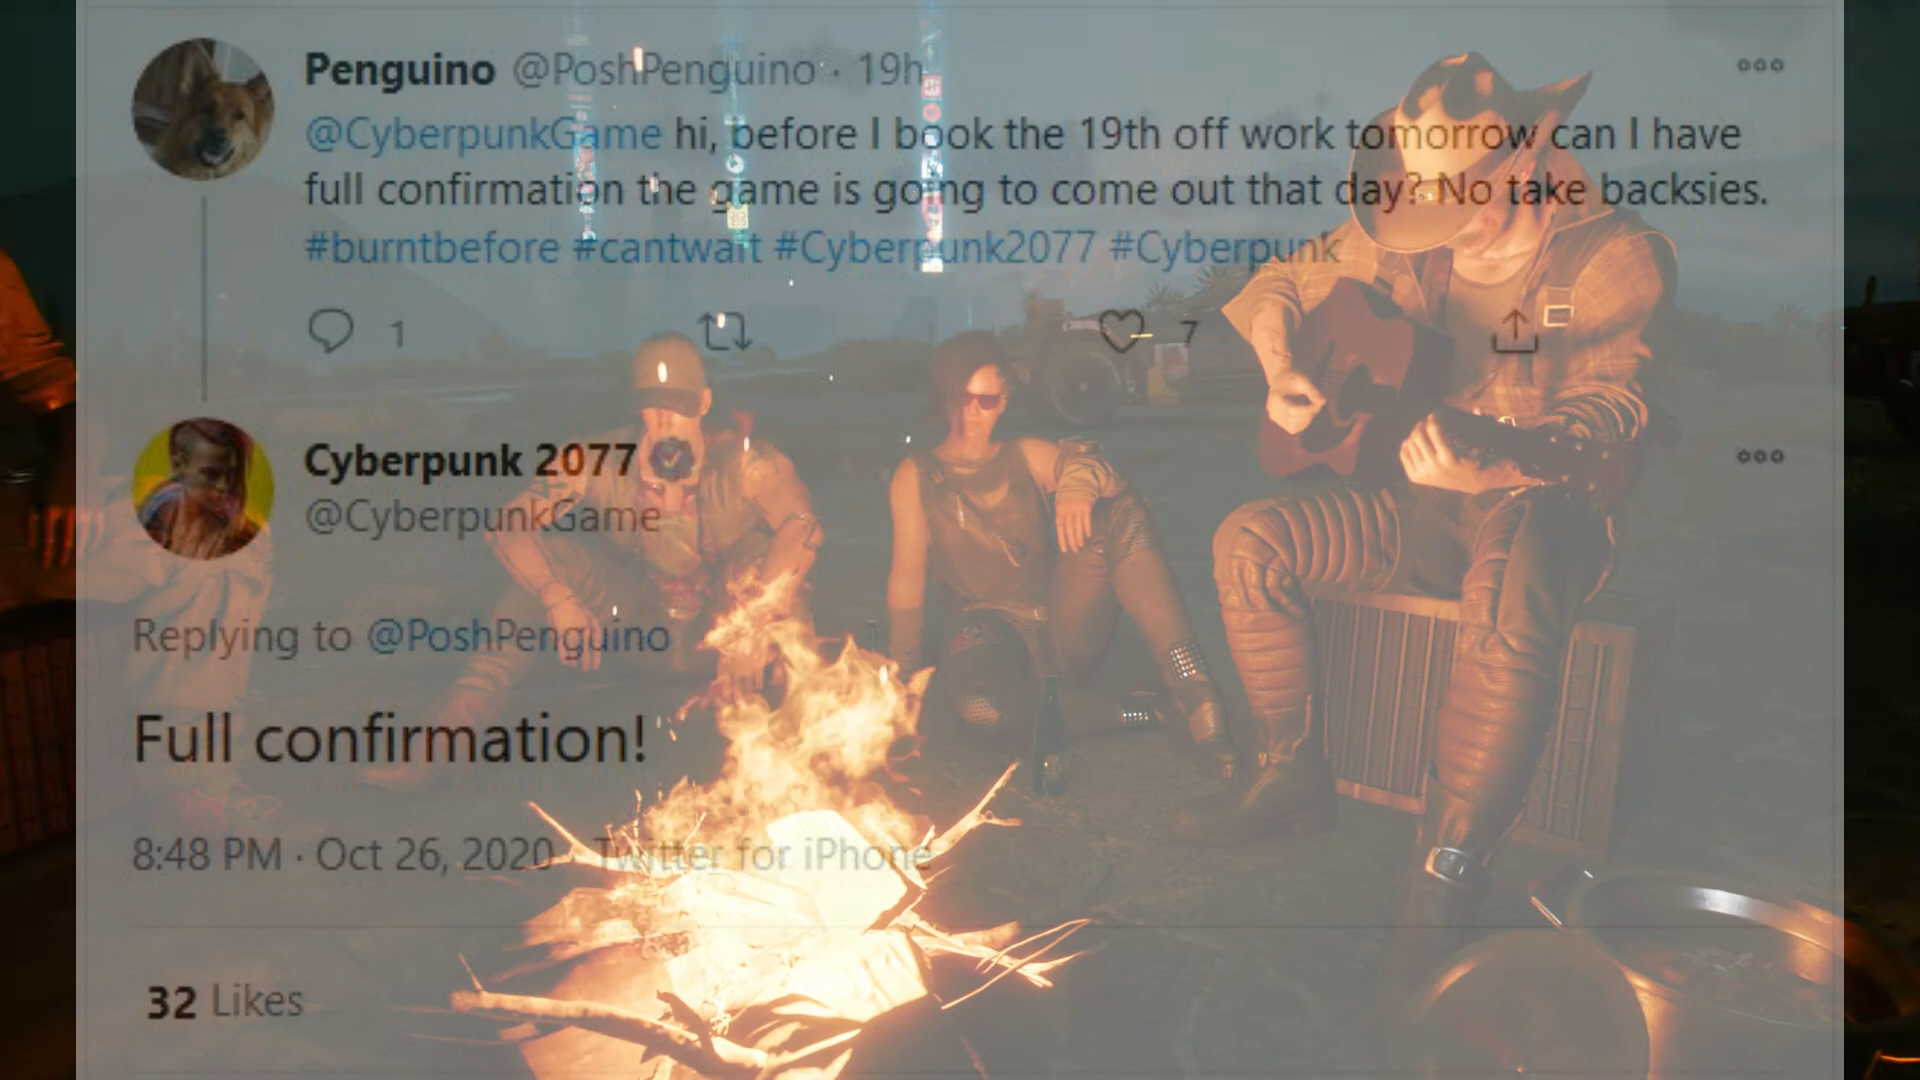 Penguino @PoshPenguino · 19h
@CyberpunkGame hi, before I book the 19th off work tomorrow can I have
full confirmation the game is going to come out that day? No take backsies.
#burntbefore #cantwait #Cyberpunk2077 #Cyberpunk
1 7
Cyberpunk 2077
@CyberpunkGame
Replying to @PoshPenguino
Full confirmation!
8:48 PM · Oct 26, 2020 · Twitter for iPhone
32 Likes